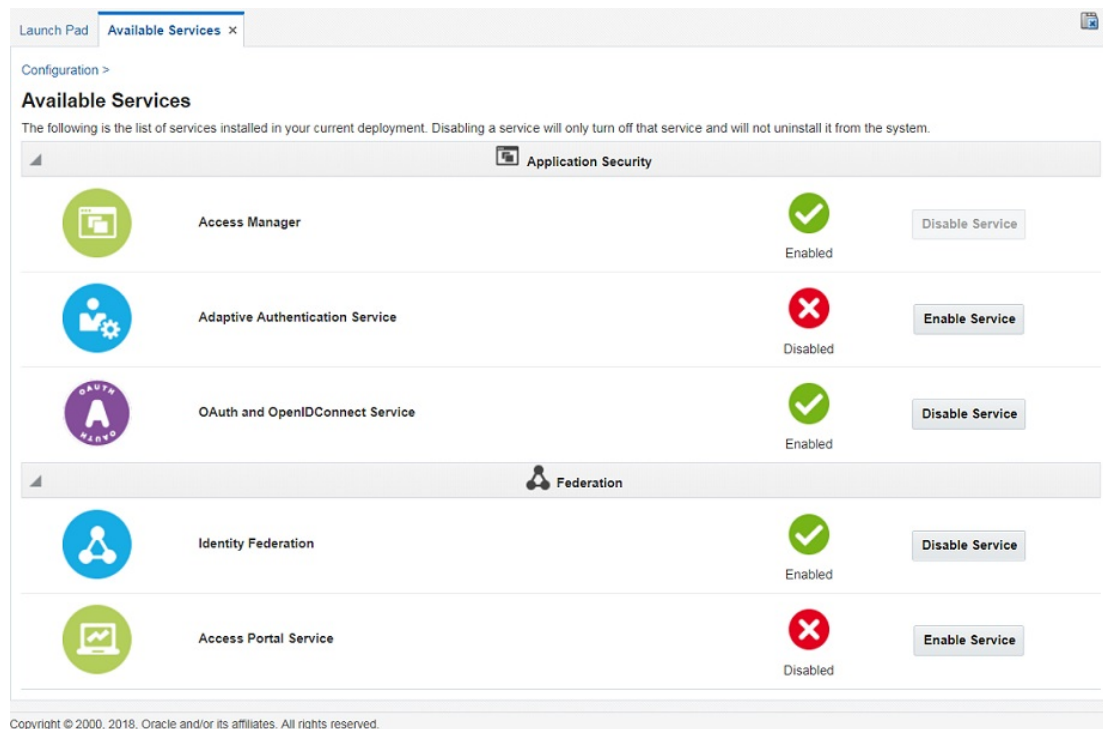 Launch Pad
Available Services ×
Configuration >
Available Services
The following is the list of services installed in your current deployment. Disabling a service will only turn off that service and will not uninstall it from the system.
Application Security
Access Manager
Enabled
Disable Service
Adaptive Authentication Service
Disabled
Enable Service
OAUTH
A
OAUTH
OAuth and OpenIDConnect Service
Enabled
Disable Service
Federation
Identity Federation
Enabled
Disable Service
Access Portal Service
Disabled
Enable Service
Copyright © 2000, 2018, Oracle and/or its affiliates. All rights reserved.